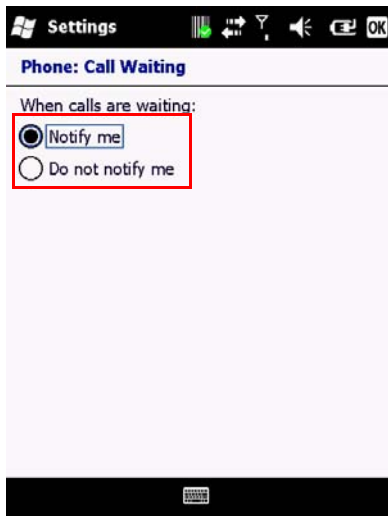 Settings
OK
Phone: Call Waiting
When calls are waiting:
Notify me
Do not notify me